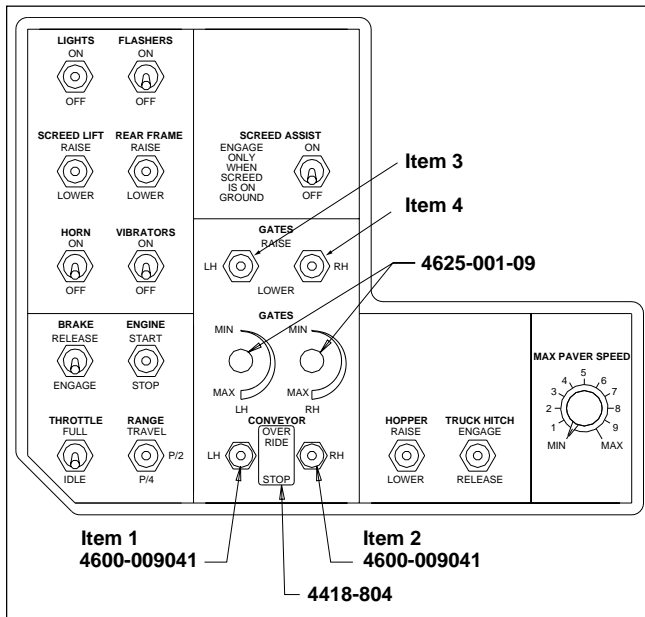 LIGHTS FLASHERS
ON ON
OFF OFF
SCREED LIFT REAR FRAME
RAISE RAISE
LOWER LOWER
HORN VIBRATORS
ON ON
OFF OFF
BRAKE ENGINE
RELEASE START
ENGAGE STOP
THROTTLE RANGE
FULL TRAVEL
P/2
IDLE P/4
SCREED ASSIST
ENGAGE
ONLY
WHEN
SCREED
IS ON
GROUND
ON
OFF
GATES
RAISE
LH RH
LOWER
GATES
MIN MIN
MAX MAX
LH RH
CONVEYOR
OVER
RIDE
LH RH
STOP
HOPPER TRUCK HITCH
RAISE ENGAGE
LOWER RELEASE
MAX PAVER SPEED
MIN 1 2 3 4 5 6 7 8 9 MAX
Item 3
Item 4
4625-001-09
Item 1
4600-009041
Item 2
4600-009041
4418-804